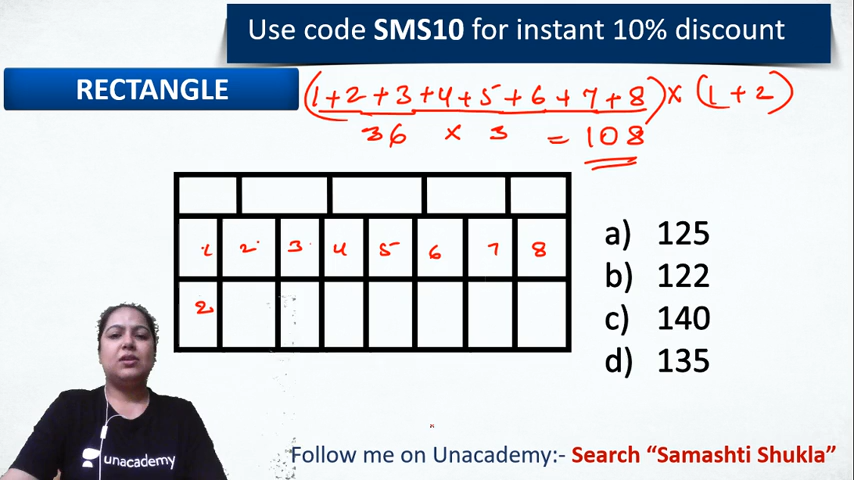 Use code SMS10 for instant 10% discount
RECTANGLE
(1+2+3+4+5+6+7+8)×(1+2)
36 × 3 = 108
1 2 3 4 5 6 7 8
2
a) 125
b) 122
c) 140
d) 135
unacademy
Follow me on Unacademy:- Search “Samashti Shukla”